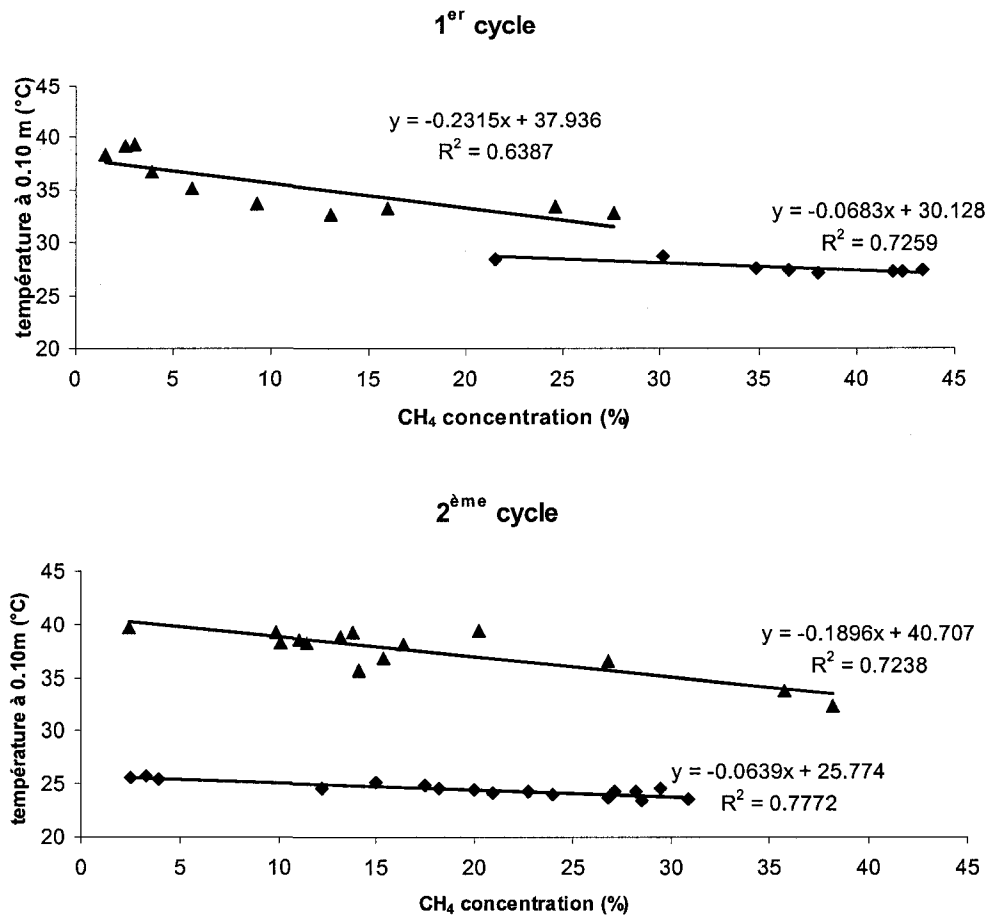 1er cycle
45
40
35
30
25
20
température à 0.10 m (°C)
y = -0.2315x + 37.936
R2 = 0.6387
y = -0.0683x + 30.128
R2 = 0.7259
0 5 10 15 20 25 30 35 40 45
CH4 concentration (%)
2ème cycle
45
40
35
30
25
20
température à 0.10m (°C)
y = -0.1896x + 40.707
R2 = 0.7238
y = -0.0639x + 25.774
R2 = 0.7772
0 5 10 15 20 25 30 35 40 45
CH4 concentration (%)